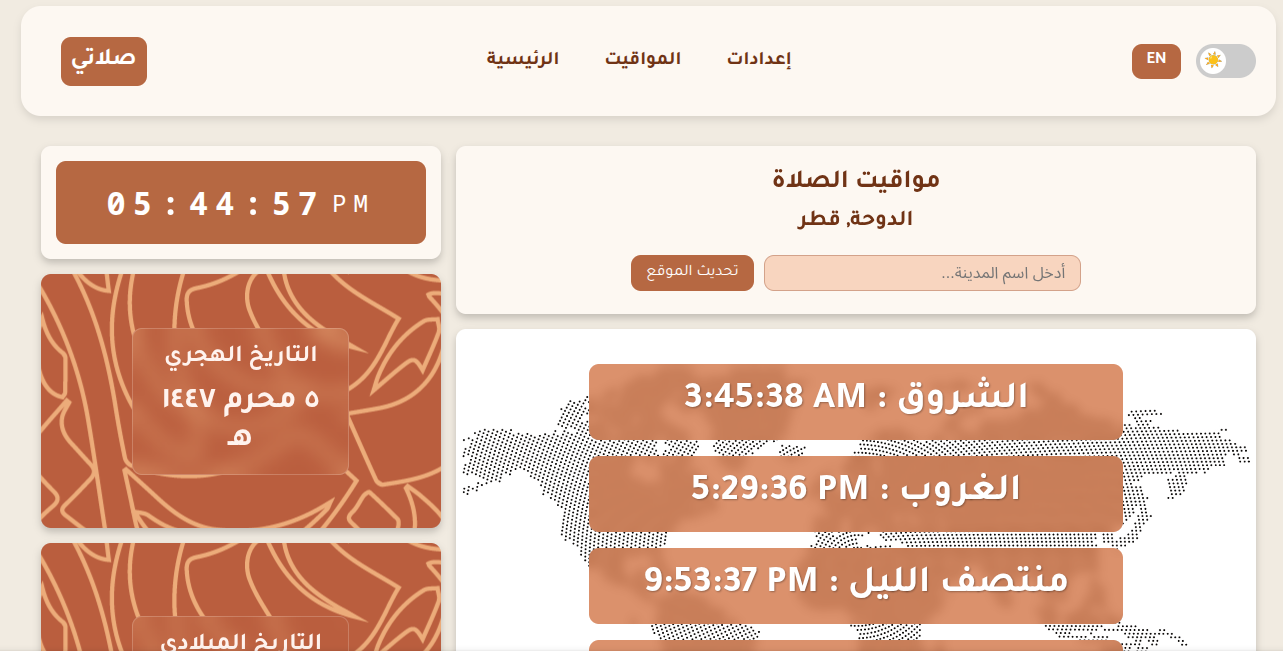 صلاتي
الرئيسية
المواقيت
إعدادات
EN
مواقيت الصلاة
الدوحة, قطر
أدخل اسم المدينة...
تحديث الموقع
05:44:57 PM
التاريخ الهجري
٥ محرم ١٤٤٧
هـ
التاريخ الميلادي
الشروق : 3:45:38 AM
الغروب : 5:29:36 PM
منتصف الليل : 9:53:37 PM